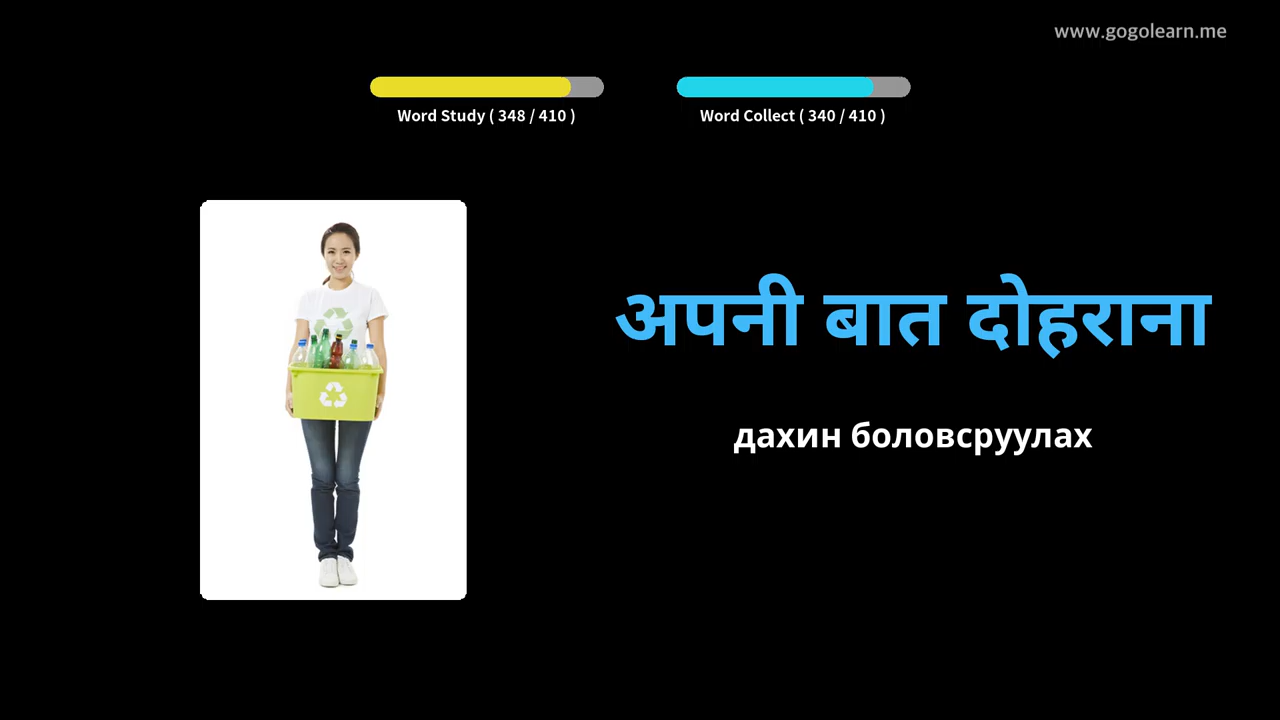 www.gogolearn.me
Word Study ( 348 / 410 )
Word Collect ( 340 / 410 )
अपनी बात दोहराना
дахин боловсруулах